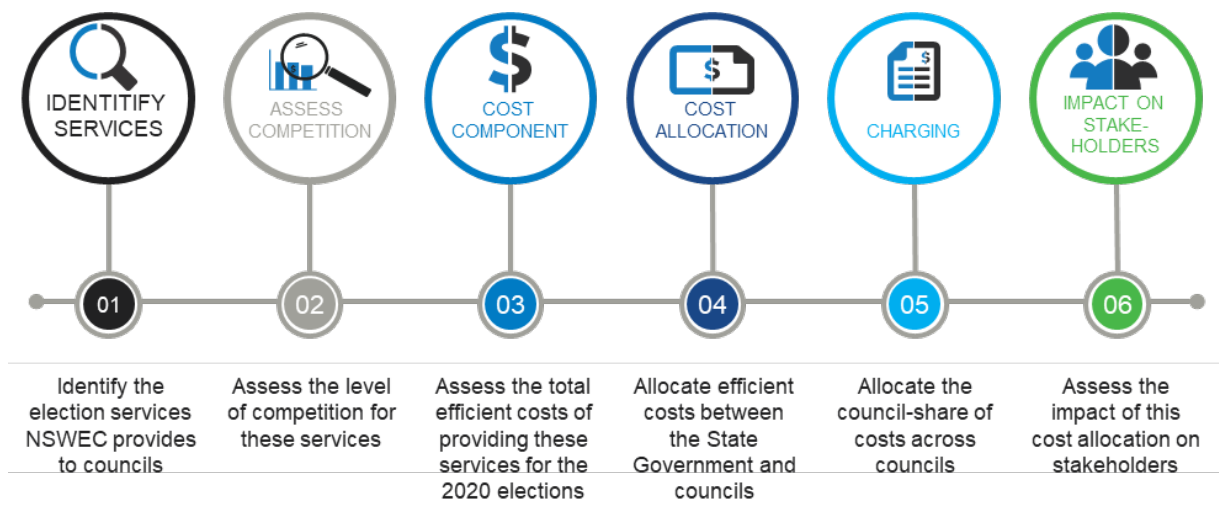 IDENTITIFY
SERVICES
ASSESS
COMPETITION
$
COST
COMPONENT
$
COST
ALLOCATION
$
CHARGING
IMPACT ON
STAKE-
HOLDERS
01
02
03
04
05
06
Identify the
election services
NSWEC provides
to councils
Assess the level
of competition for
these services
Assess the total
efficient costs of
providing these
services for the
2020 elections
Allocate efficient
costs between
the State
Government and
councils
Allocate the
council-share of
costs across
councils
Assess the
impact of this
cost allocation on
stakeholders